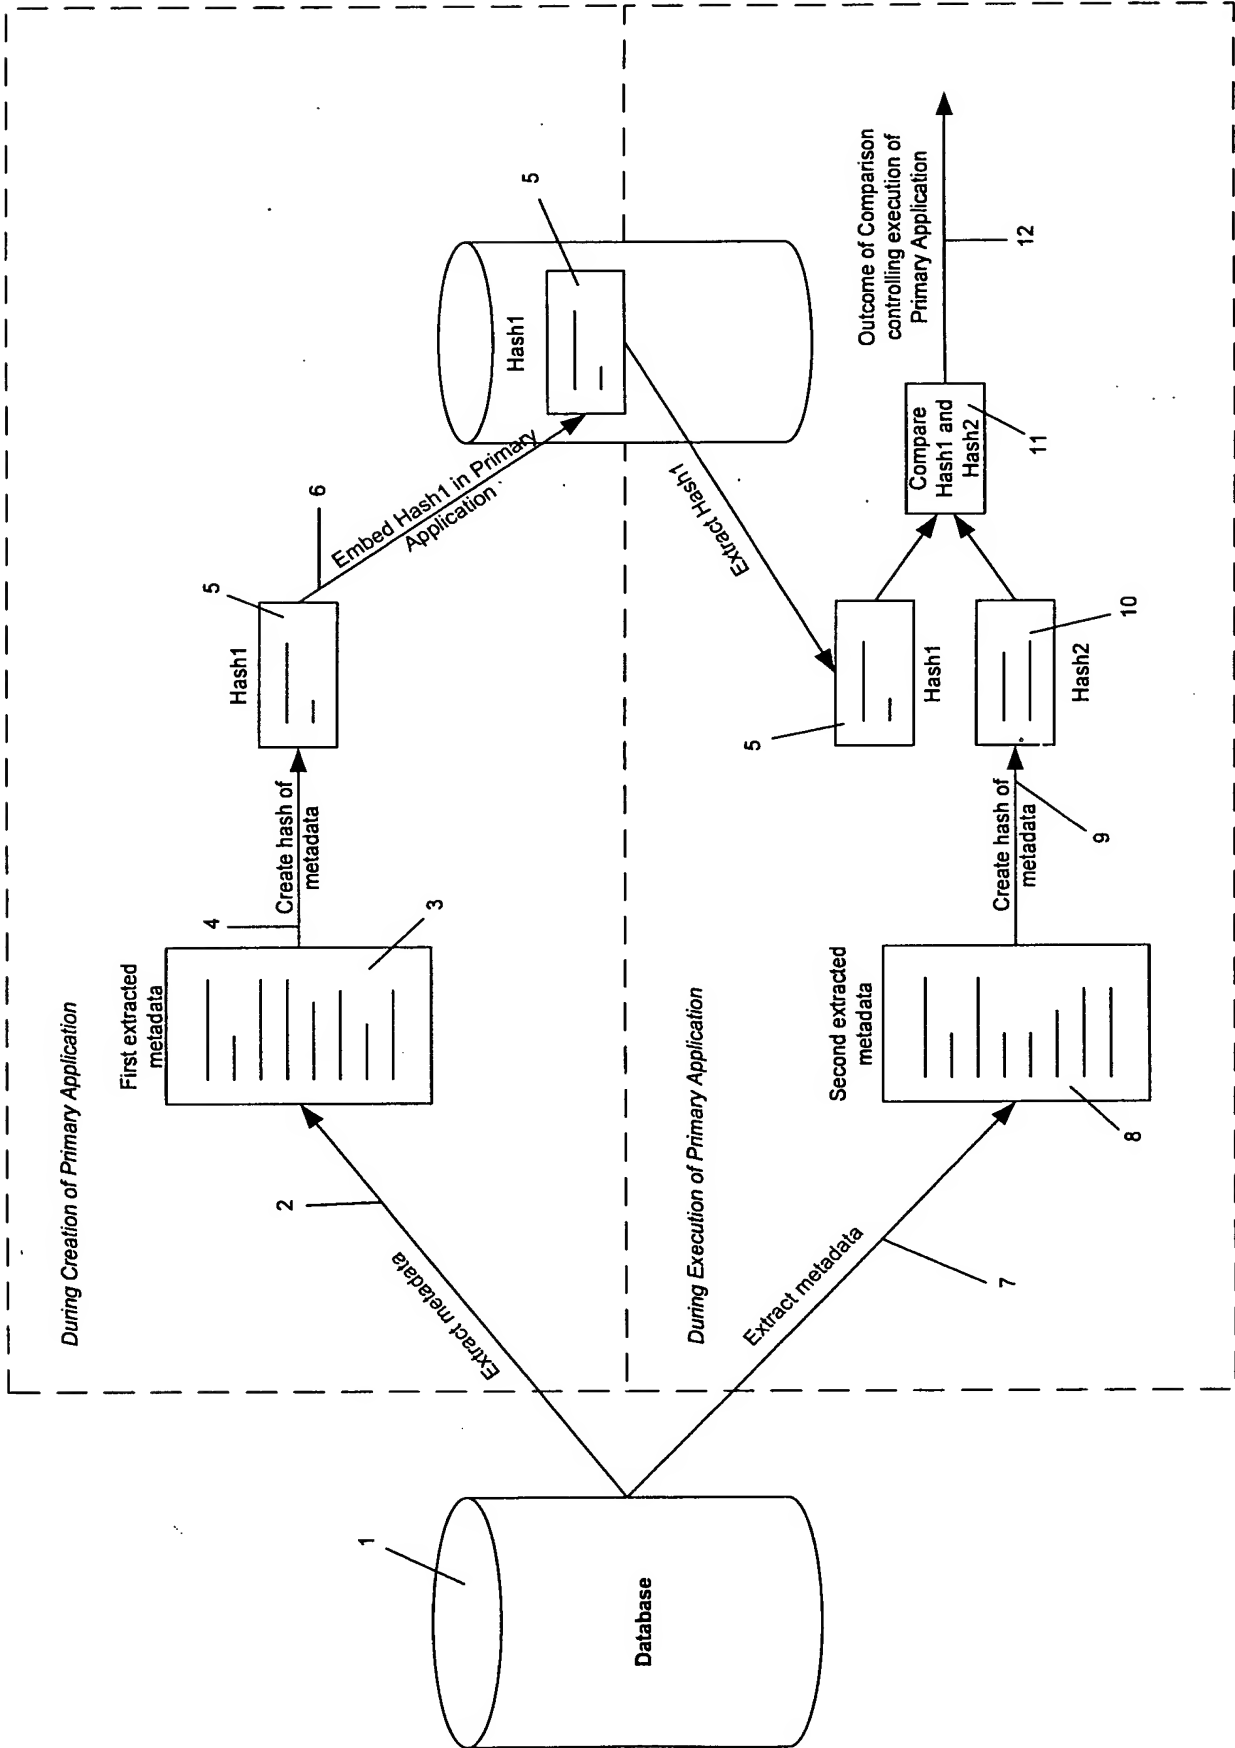 During Creation of Primary Application
First extracted
metadata
Extract metadata
2
3
4
Create hash of
metadata
Hash1
5
6
Embed Hash1 in Primary
Application
Hash1
5
1
Database
During Execution of Primary Application
Extract metadata
7
Second extracted
metadata
8
Create hash of
metadata
9
Extract Hash1
5
Hash1
10
Hash2
Compare
Hash1 and
Hash2
11
Outcome of Comparison
controlling execution of
Primary Application
12